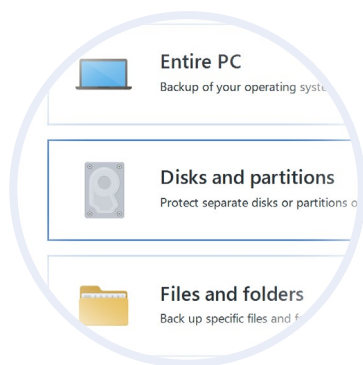 Entire PC
Backup of your operating
Disks and partitions
Protect separate disks or partitions
Files and folders
Back up specific files and